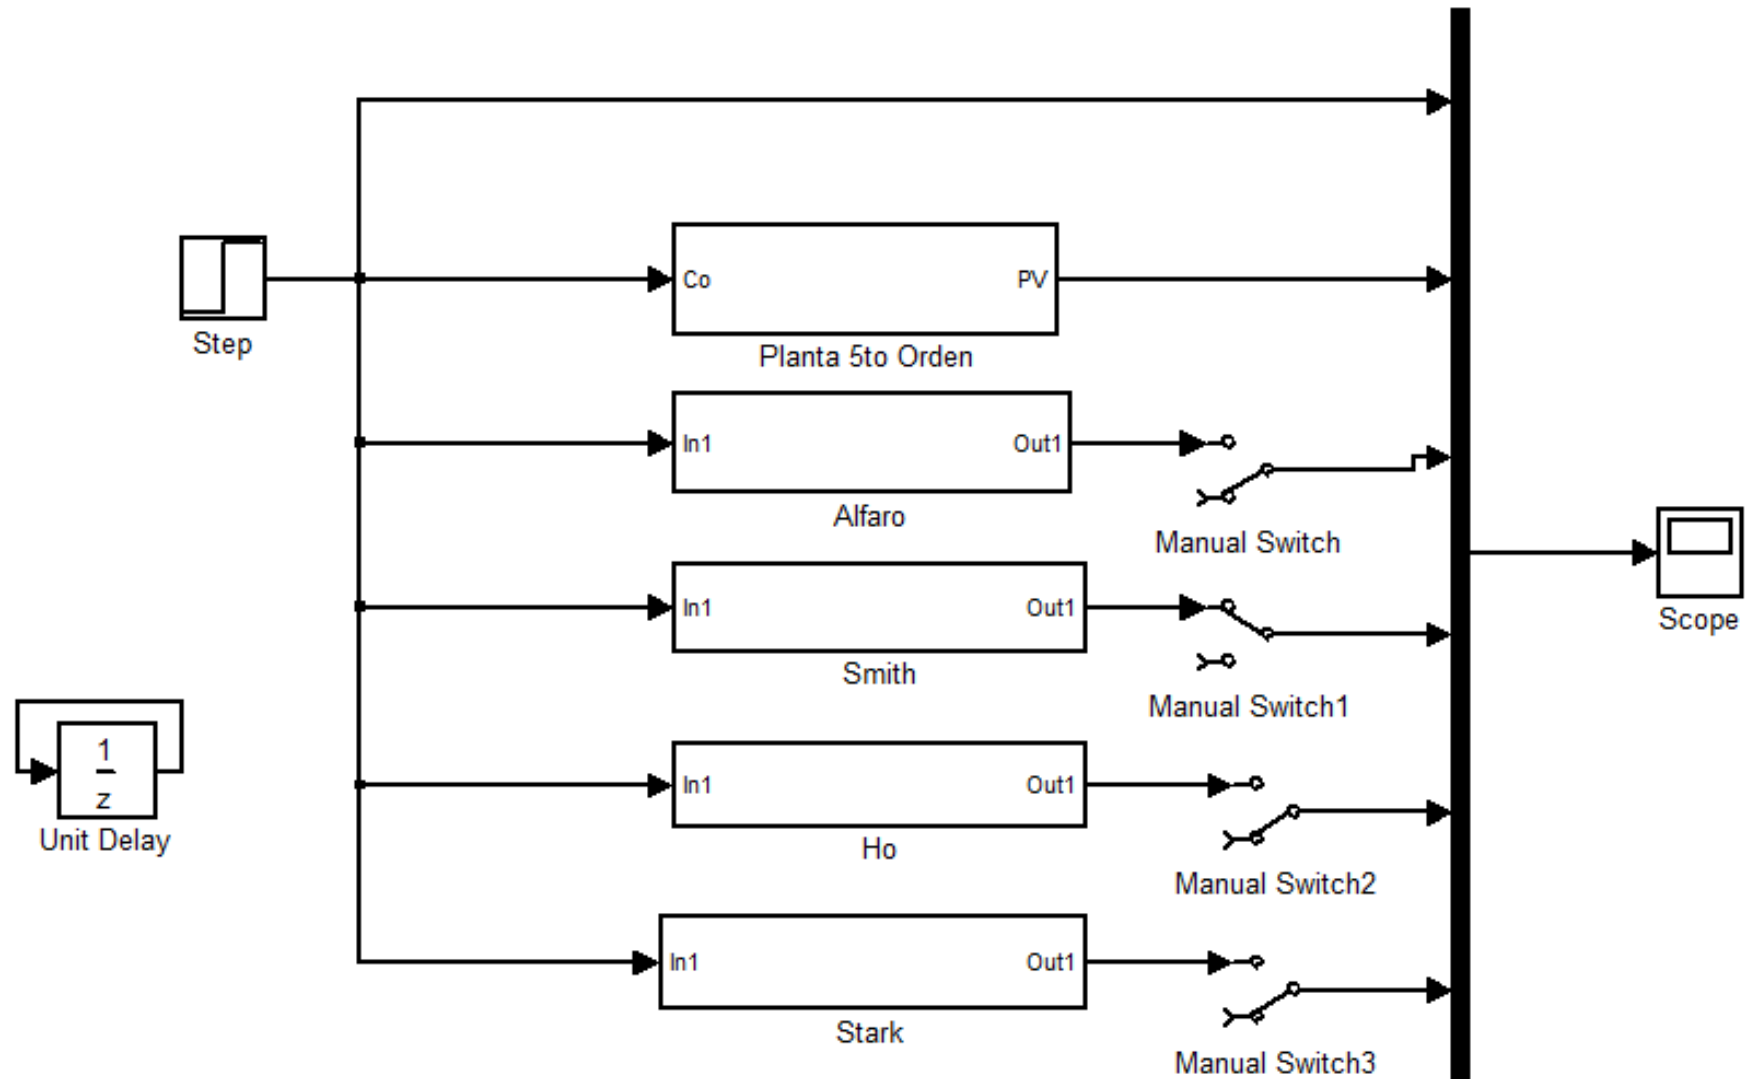 Step
Co
PV
Planta 5to Orden
In1
Out1
Alfaro
Manual Switch
In1
Out1
Smith
Manual Switch1
Scope
1
z
Unit Delay
In1
Out1
Ho
Manual Switch2
In1
Out1
Stark
Manual Switch3